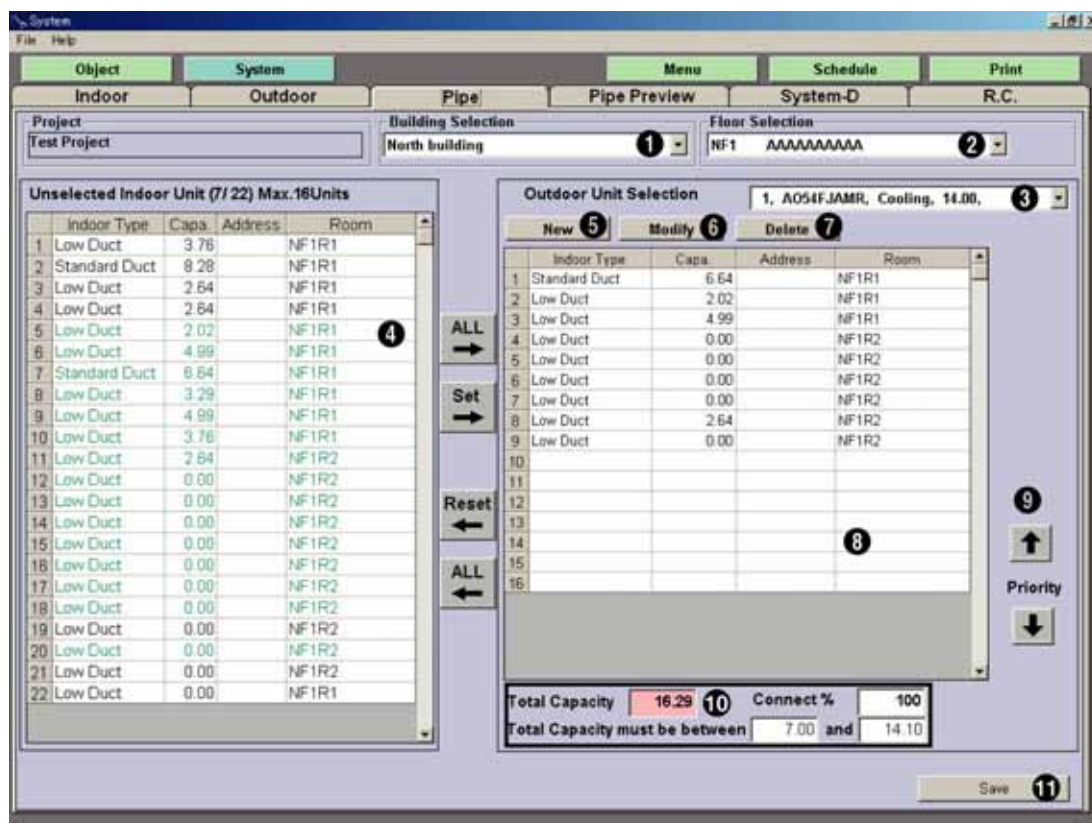 System
File Help
Object System Menu Schedule Print
Indoor Outdoor Pipe Pipe Preview System-D R.C.
Project Building Selection Floor Selection
Test Project North building 1 NF1 AAAAAAAAAA 2
Unselected Indoor Unit (7/ 22) Max.16Units
Indoor Type Capa. Address Room
1 Low Duct 3.76 NF1R1
2 Standard Duct 8.28 NF1R1
3 Low Duct 2.64 NF1R1
4 Low Duct 2.64 NF1R1
5 Low Duct 2.02 NF1R1 4
6 Low Duct 4.99 NF1R1
7 Standard Duct 6.64 NF1R1
8 Low Duct 3.29 NF1R1
9 Low Duct 4.99 NF1R1
10 Low Duct 3.76 NF1R1
11 Low Duct 2.64 NF1R2
12 Low Duct 0.00 NF1R2
13 Low Duct 0.00 NF1R2
14 Low Duct 0.00 NF1R2
15 Low Duct 0.00 NF1R2
16 Low Duct 0.00 NF1R2
17 Low Duct 0.00 NF1R2
18 Low Duct 0.00 NF1R2
19 Low Duct 0.00 NF1R2
20 Low Duct 0.00 NF1R2
21 Low Duct 0.00 NF1R2
22 Low Duct 0.00 NF1R1
ALL
Set
Reset
ALL
Outdoor Unit Selection 1, AO54FJAMR, Cooling, 14.00, 3
New 5 Modify 6 Delete 7
Indoor Type Capa. Address Room
1 Standard Duct 6.64 NF1R1
2 Low Duct 2.02 NF1R1
3 Low Duct 4.99 NF1R1
4 Low Duct 0.00 NF1R2
5 Low Duct 0.00 NF1R2
6 Low Duct 0.00 NF1R2
7 Low Duct 0.00 NF1R2
8 Low Duct 2.64 NF1R2
9 Low Duct 0.00 NF1R2
10
11
12
13
14 8
15
16
9
Priority
Total Capacity 16.29 10 Connect % 100
Total Capacity must be between 7.00 and 14.10
Save 11